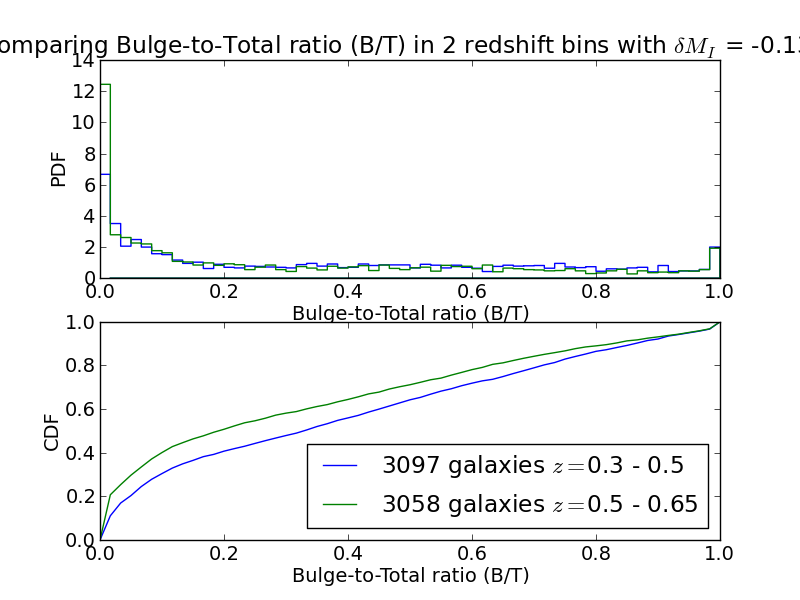 omparing Bulge-to-Total ratio (B/T) in 2 redshift bins with δM_I = -0.13
14
12
10
8
6
4
2
0
PDF
0.0 0.2 0.4 0.6 0.8 1.0
Bulge-to-Total ratio (B/T)
1.0
0.8
0.6
0.4
0.2
0.0
CDF
3097 galaxies z=0.3 - 0.5
3058 galaxies z=0.5 - 0.65
0.0 0.2 0.4 0.6 0.8 1.0
Bulge-to-Total ratio (B/T)